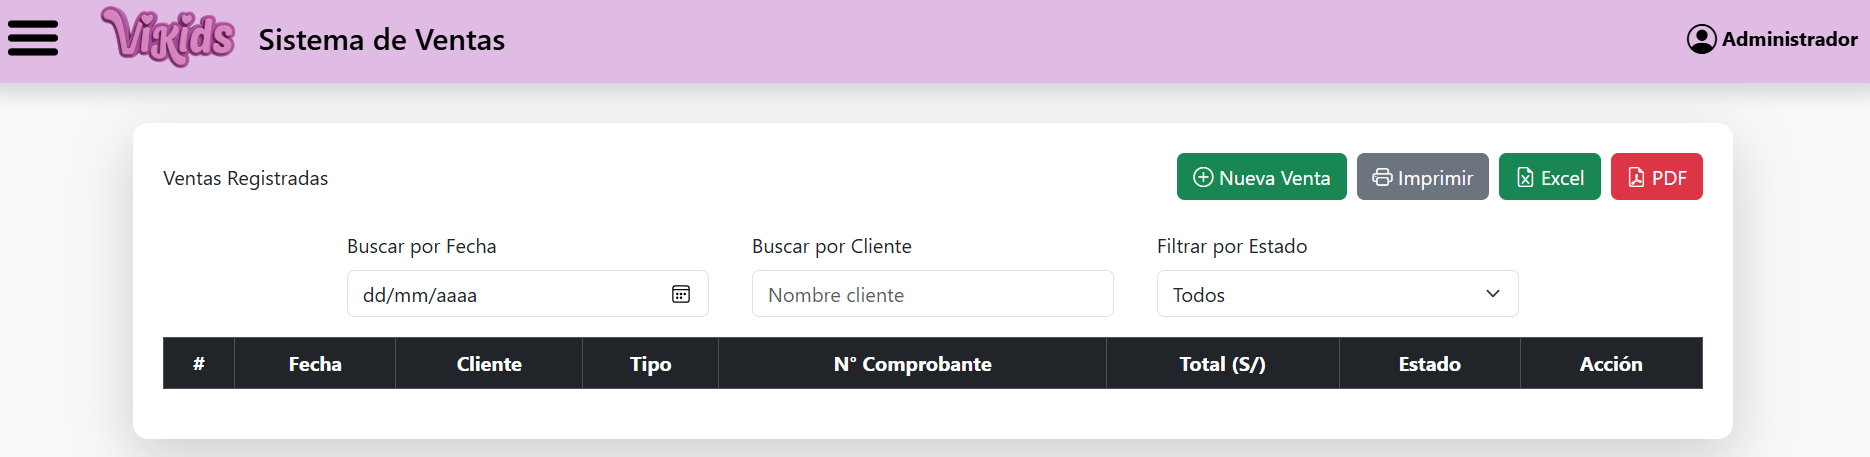 ViKids Sistema de Ventas Administrador
Ventas Registradas Nueva Venta Imprimir Excel PDF
Buscar por Fecha Buscar por Cliente Filtrar por Estado
dd/mm/aaaa Nombre cliente Todos
# Fecha Cliente Tipo N° Comprobante Total (S/) Estado Acción